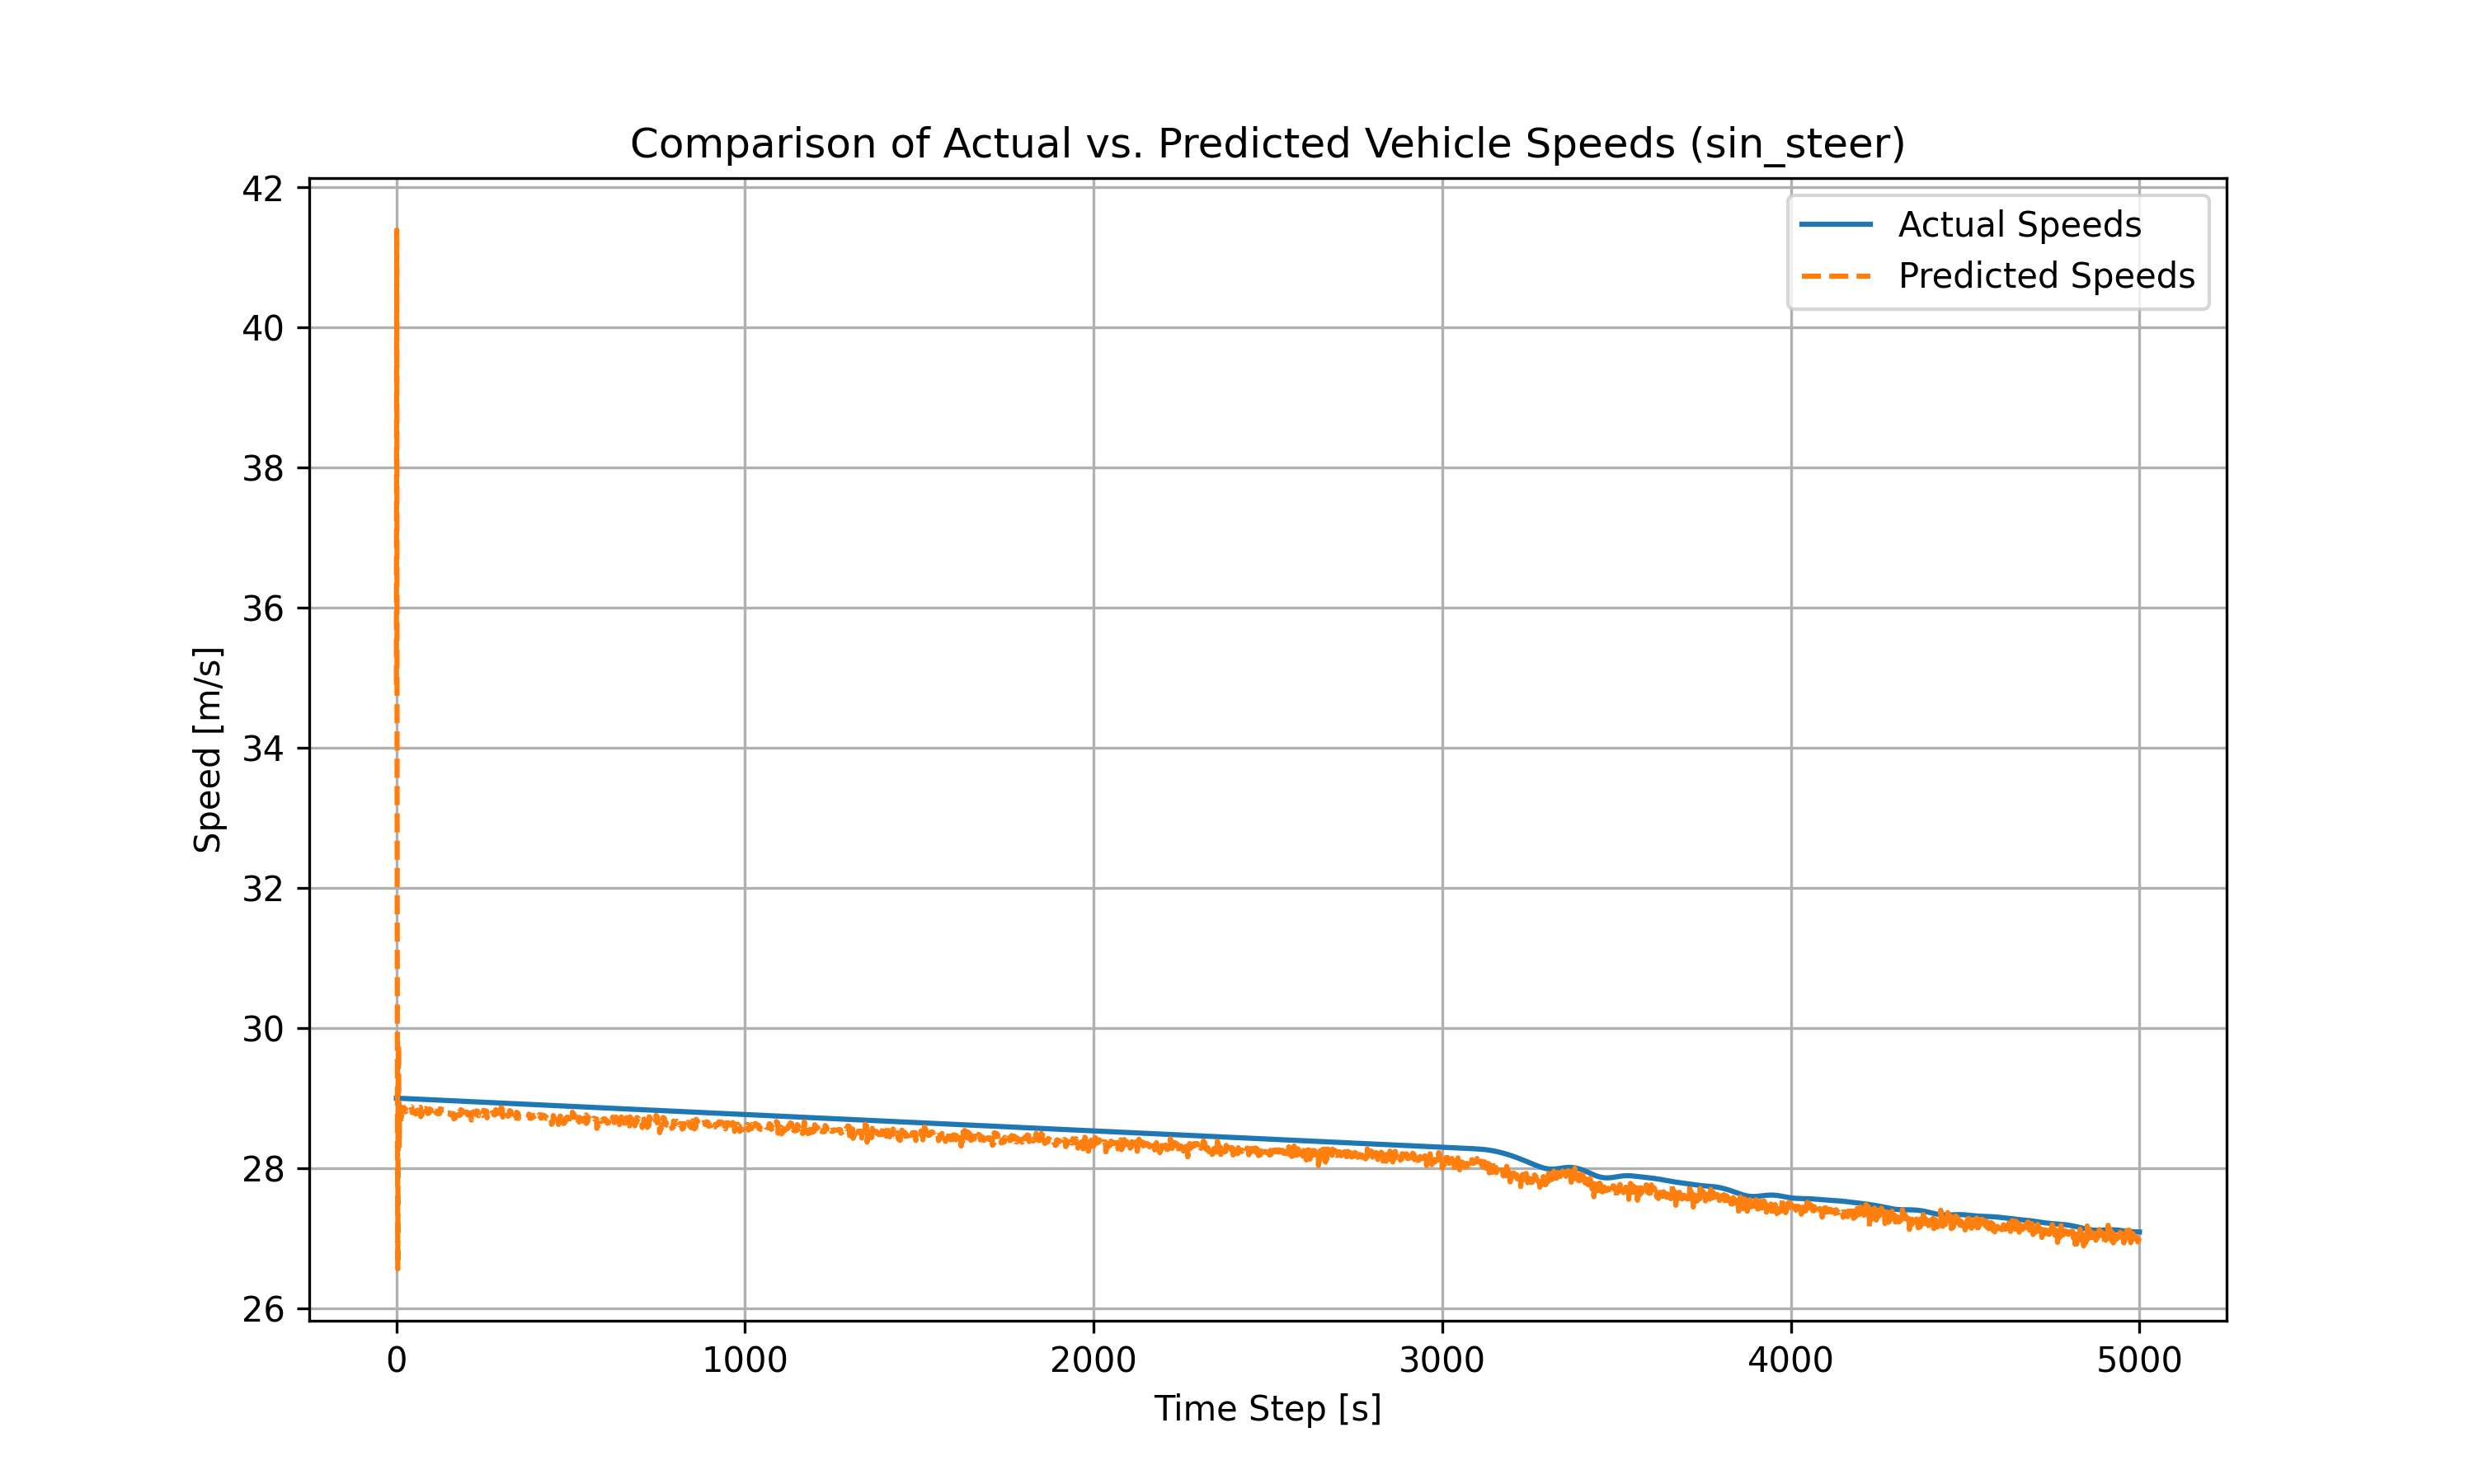 Comparison of Actual vs. Predicted Vehicle Speeds (sin_steer)
Actual Speeds
Predicted Speeds
Speed [m/s]
42
40
38
36
34
32
30
28
26
0 1000 2000 3000 4000 5000
Time Step [s]